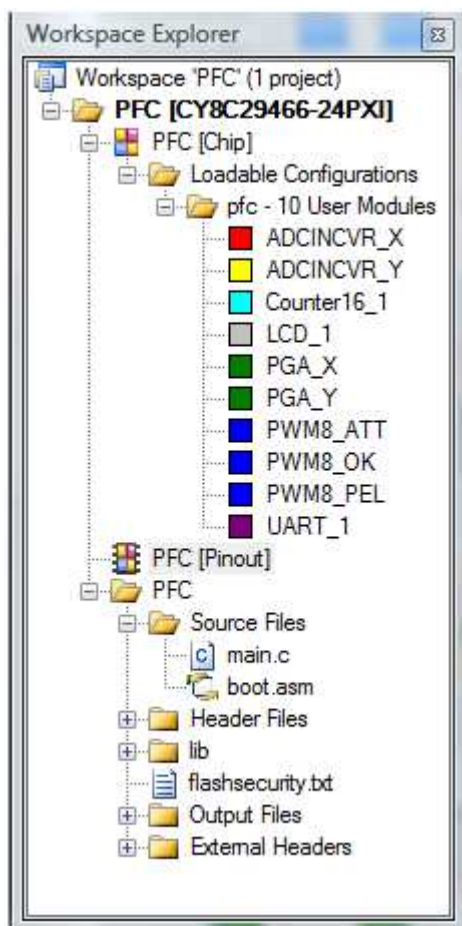 Workspace Explorer
Workspace 'PFC' (1 project)
PFC [CY8C29466-24PXI]
PFC [Chip]
Loadable Configurations
pfc - 10 User Modules
ADCINCVR_X
ADCINCVR_Y
Counter16_1
LCD_1
PGA_X
PGA_Y
PWM8_ATT
PWM8_OK
PWM8_PEL
UART_1
PFC [Pinout]
PFC
Source Files
main.c
boot.asm
Header Files
lib
flashsecurity.txt
Output Files
External Headers